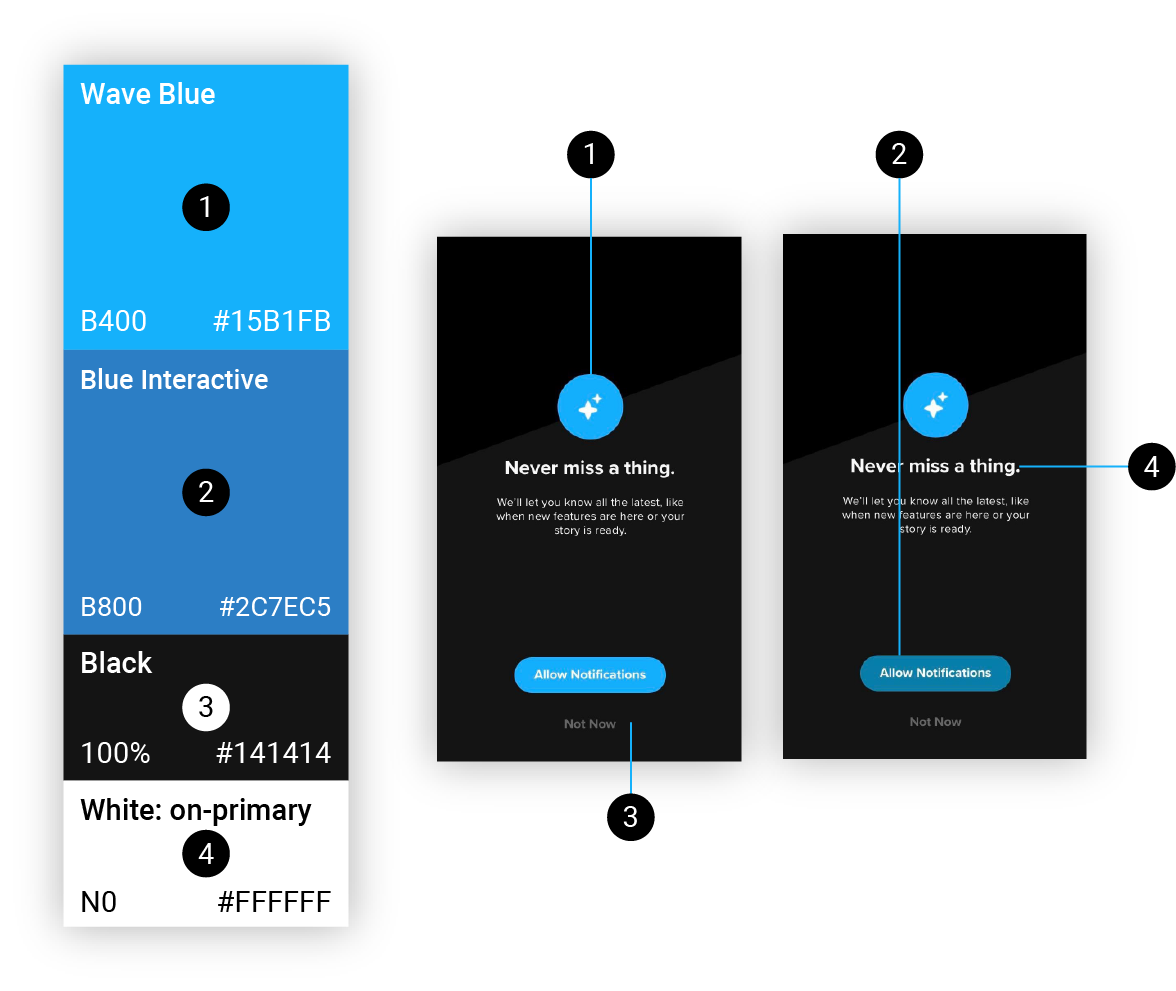 Wave Blue
1
B400 #15B1FB
Blue Interactive
2
B800 #2C7EC5
Black
3
100% #141414
White: on-primary
4
N0 #FFFFFF
1
Never miss a thing.
We'll let you know all the latest, like
when new features are here or your
story is ready.
Allow Notifications
Not Now
3
2
Never miss a thing.
4
We'll let you know all the latest, like
when new features are here or your
story is ready.
Allow Notifications
Not Now